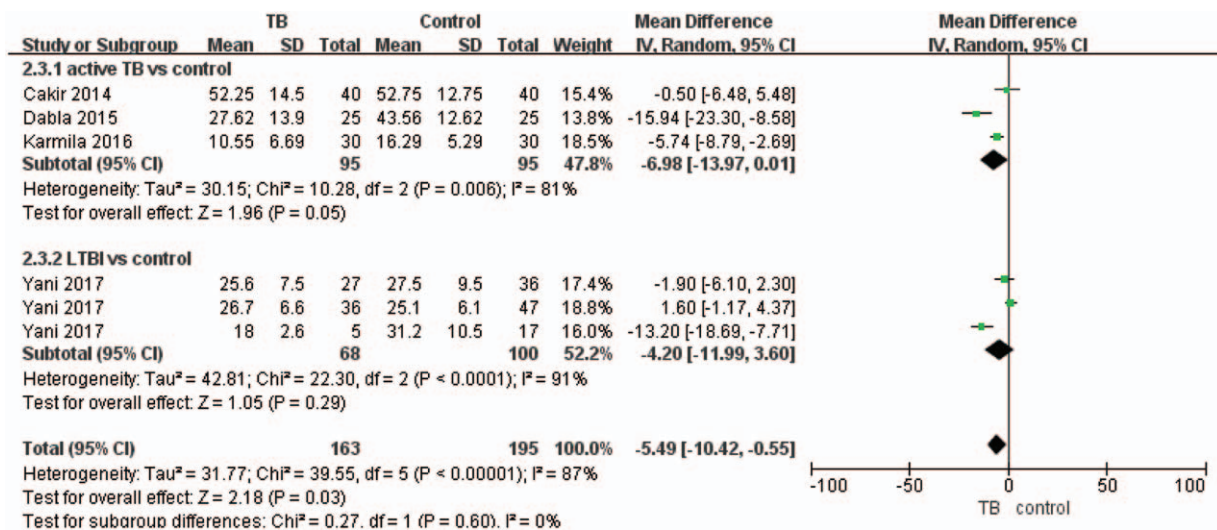 TB Control Mean Difference Mean Difference
Study or Subgroup Mean SD Total Mean SD Total Weight IV, Random, 95% CI IV, Random, 95% CI
2.3.1 active TB vs control
Cakir 2014 52.25 14.5 40 52.75 12.75 40 15.4% -0.50 [-6.48, 5.48]
Dabla 2015 27.62 13.9 25 43.56 12.62 25 13.8% -15.94 [-23.30, -8.58]
Karmila 2016 10.55 6.69 30 16.29 5.29 30 18.5% -5.74 [-8.79, -2.69]
Subtotal (95% CI) 95 95 47.8% -6.98 [-13.97, 0.01]
Heterogeneity: Tau² = 30.15; Chi² = 10.28, df = 2 (P = 0.006); I² = 81%
Test for overall effect: Z = 1.96 (P = 0.05)
2.3.2 LTBI vs control
Yani 2017 25.6 7.5 27 27.5 9.5 36 17.4% -1.90 [-6.10, 2.30]
Yani 2017 26.7 6.6 36 25.1 6.1 47 18.8% 1.60 [-1.17, 4.37]
Yani 2017 18 2.6 5 31.2 10.5 17 16.0% -13.20 [-18.69, -7.71]
Subtotal (95% CI) 68 100 52.2% -4.20 [-11.99, 3.60]
Heterogeneity: Tau² = 42.81; Chi² = 22.30, df = 2 (P < 0.0001); I² = 91%
Test for overall effect: Z = 1.05 (P = 0.29)
Total (95% CI) 163 195 100.0% -5.49 [-10.42, -0.55]
Heterogeneity: Tau² = 31.77; Chi² = 39.55, df = 5 (P < 0.00001); I² = 87%
Test for overall effect: Z = 2.18 (P = 0.03)
Test for subgroup differences: Chi² = 0.27, df = 1 (P = 0.60), I² = 0%
-100 -50 0 50 100
TB control